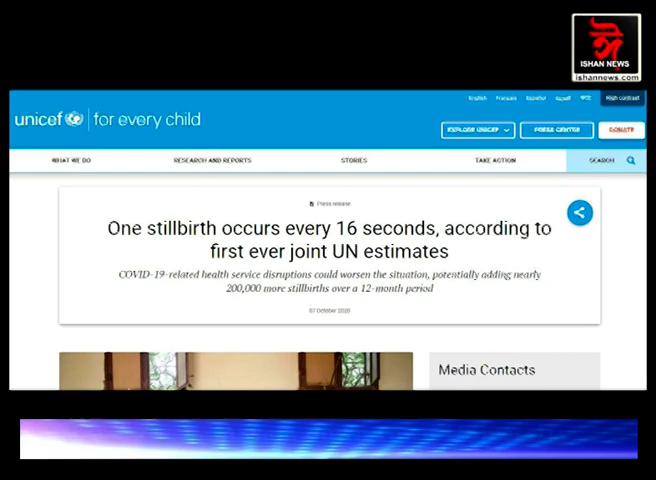 ঈ
ISHAN NEWS
ishannews.com
English Français Español العربية 中文 High contrast
unicef for every child
EXPLORE UNICEF PRESS CENTRE DONATE
WHAT WE DO RESEARCH AND REPORTS STORIES TAKE ACTION SEARCH
Press release
One stillbirth occurs every 16 seconds, according to
first ever joint UN estimates
COVID-19-related health service disruptions could worsen the situation, potentially adding nearly
200,000 more stillbirths over a 12-month period
07 October 2020
Media Contacts